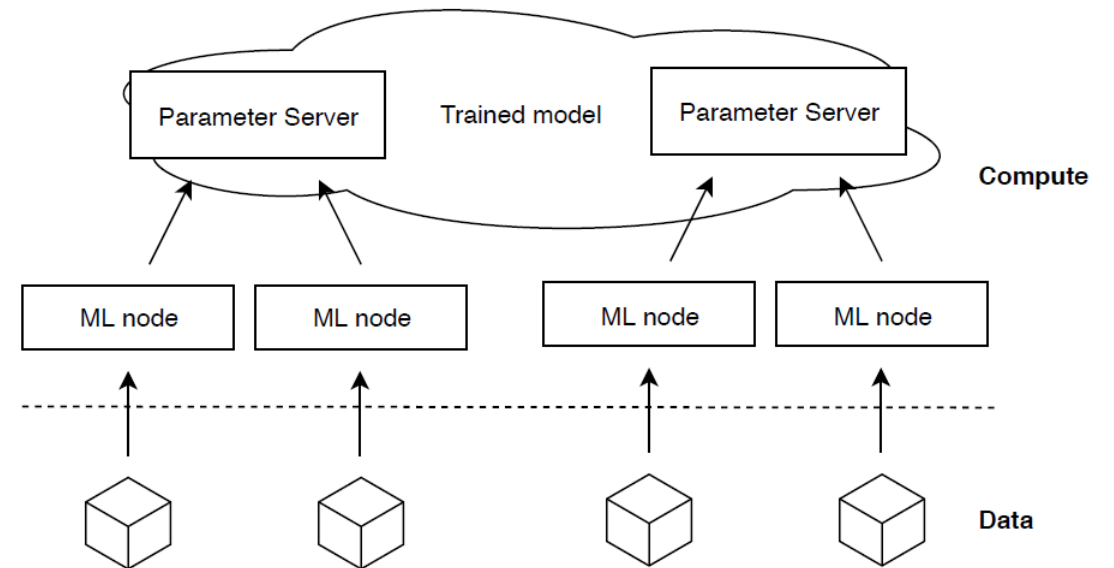 Parameter Server
Trained model
Parameter Server
Compute
ML node
ML node
ML node
ML node
Data